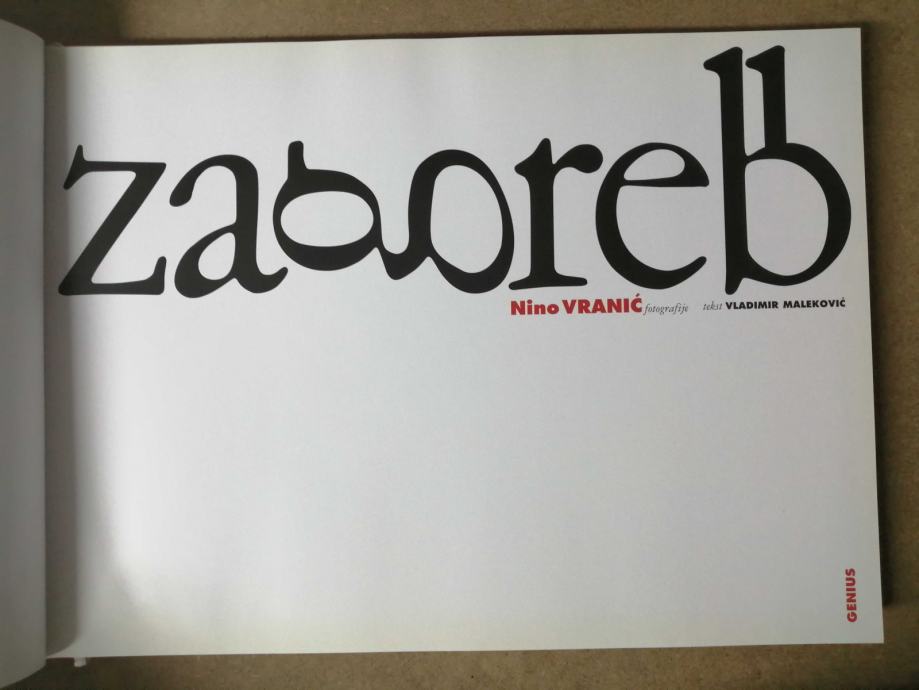 zagreb
Nino VRANIĆ fotografije tekst VLADIMIR MALEKOVIĆ
GENIUS